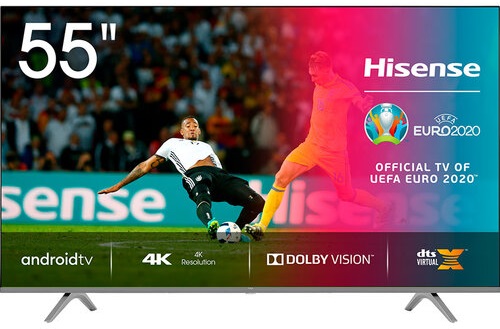 55"
Hisense
UEFA
EURO2020
OFFICIAL TV OF
UEFA EURO 2020™
sense
Hisense
androidtv
4K
4K
Resolution
DOLBY VISION™
dts
VIRTUAL:X